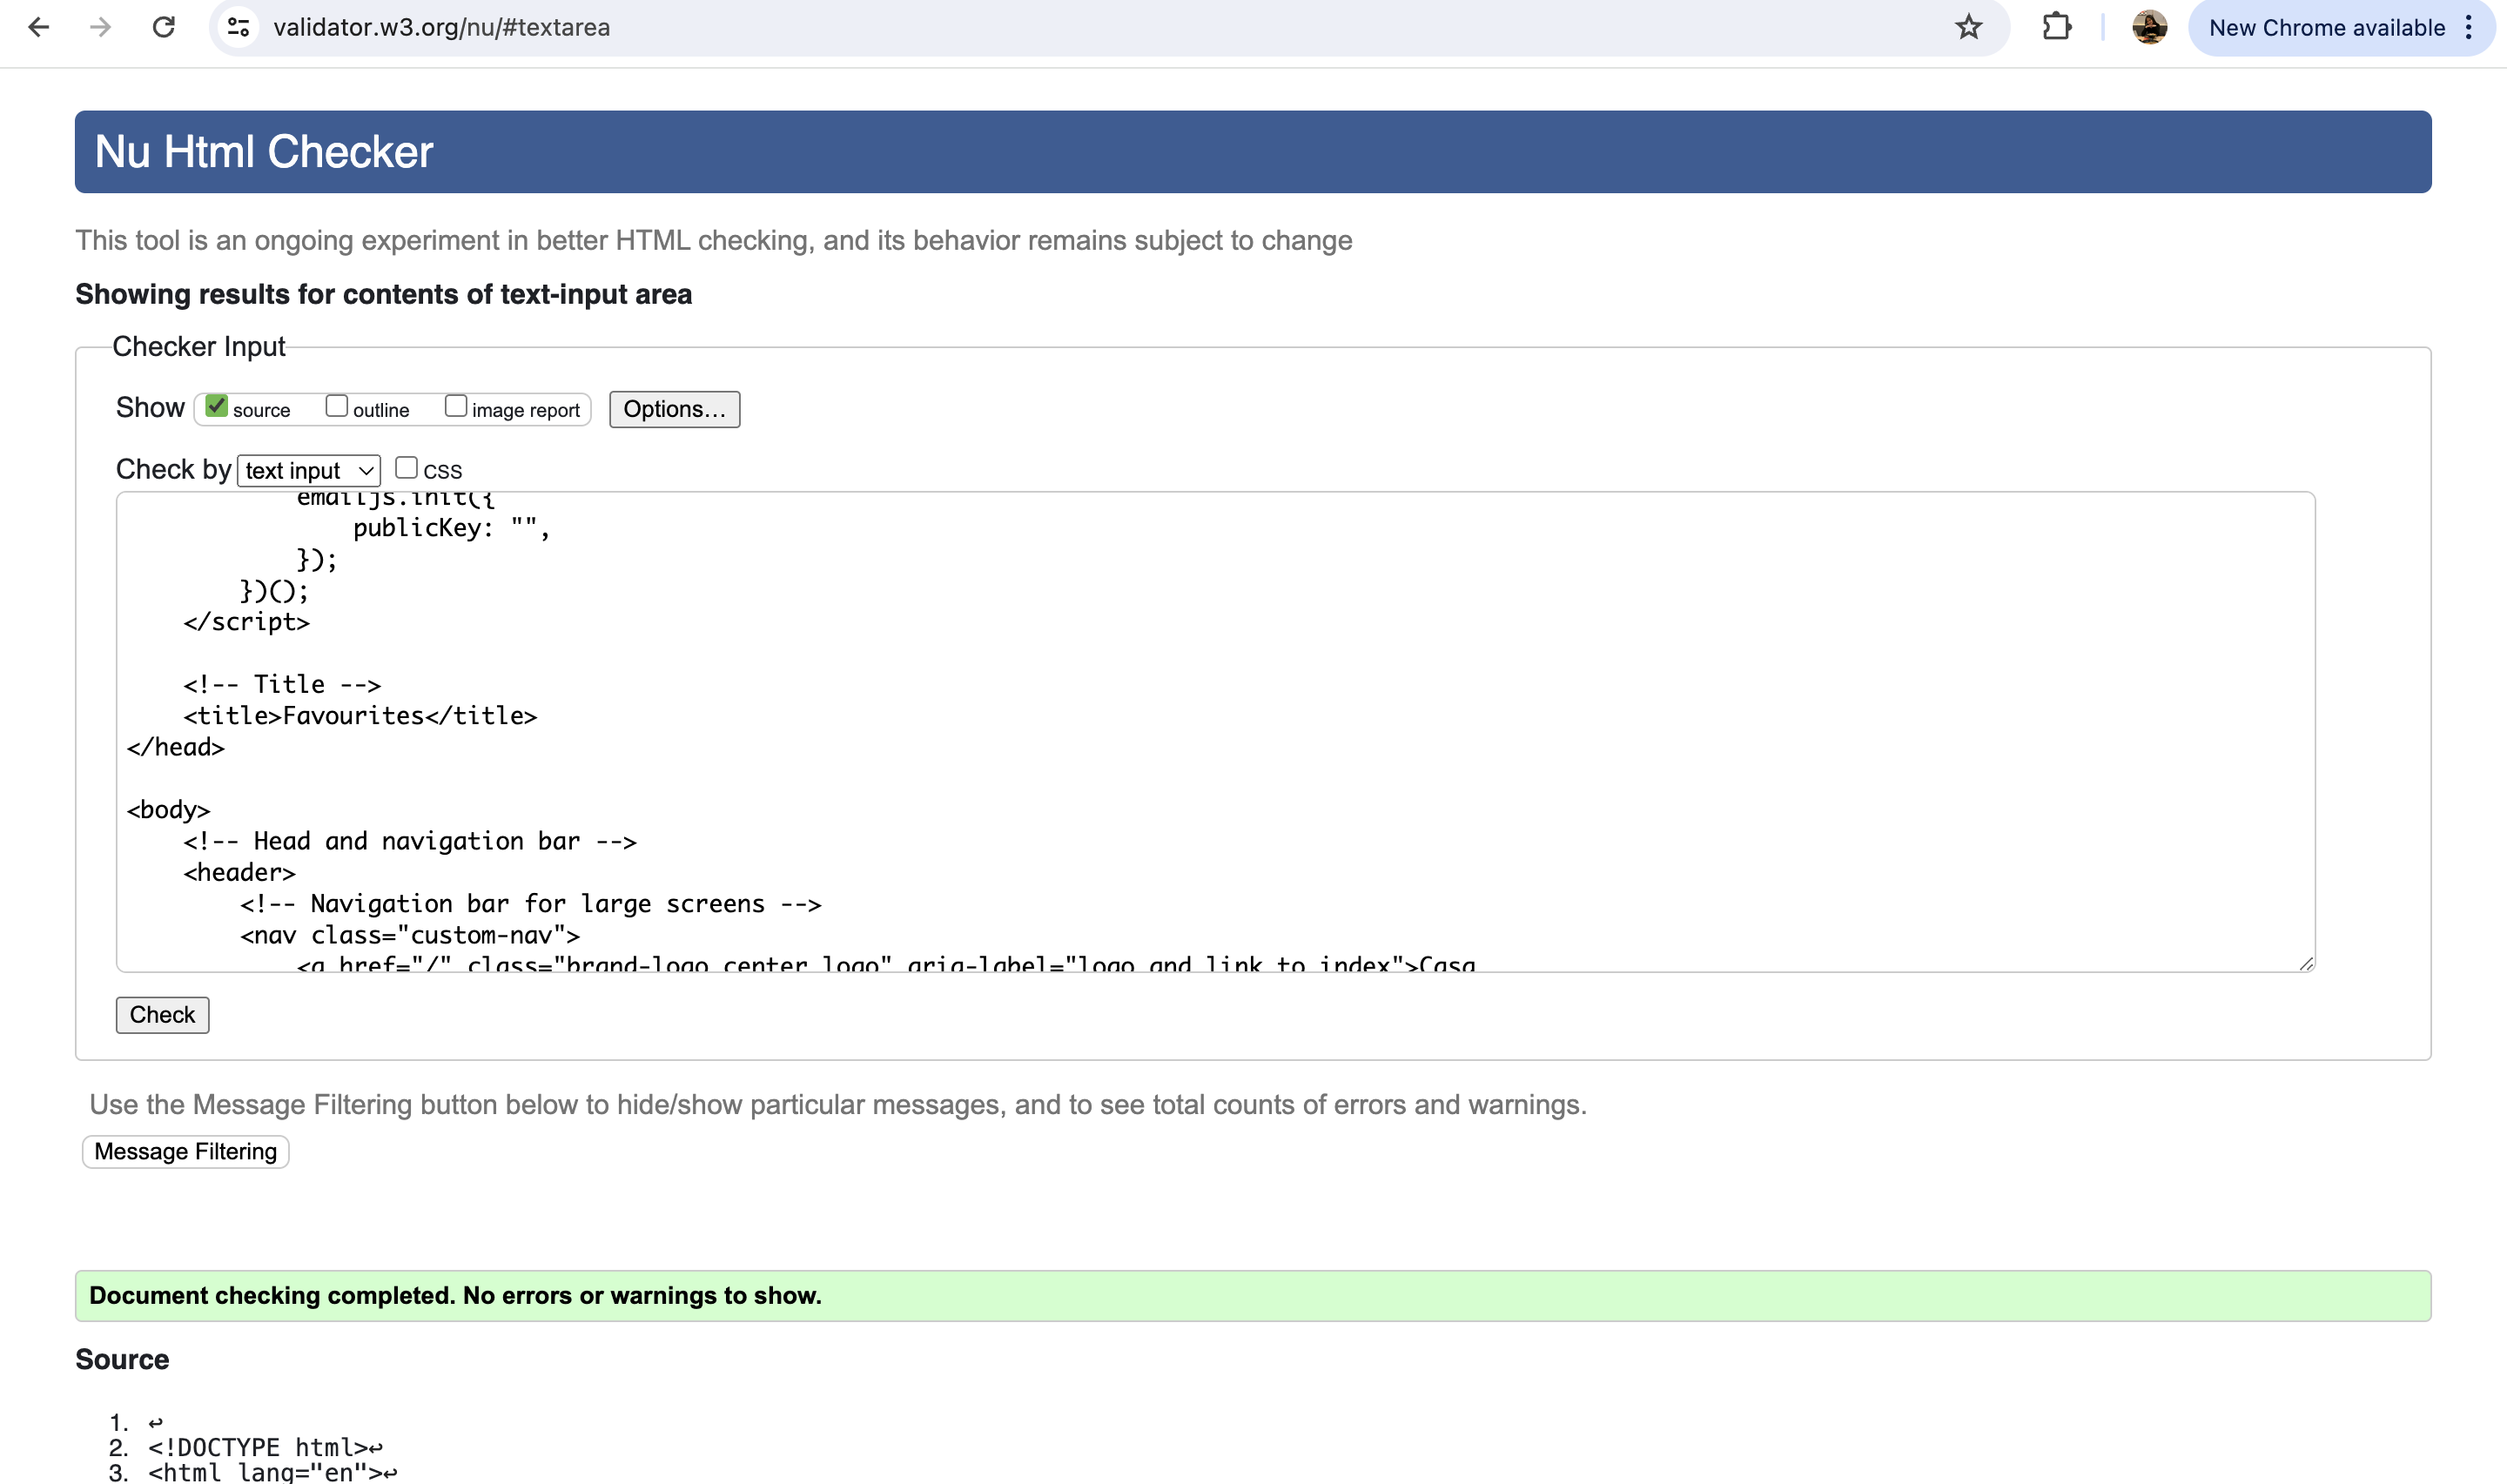 validator.w3.org/nu/#textarea
New Chrome available
Nu Html Checker
This tool is an ongoing experiment in better HTML checking, and its behavior remains subject to change
Showing results for contents of text-input area
Checker Input
Show source outline image report Options...
Check by text input CSS
emailjs.init({
publicKey: "",
});
})();
</script>
<!-- Title -->
<title>Favourites</title>
</head>
<body>
<!-- Head and navigation bar -->
<header>
<!-- Navigation bar for large screens -->
<nav class="custom-nav">
<a href="/" class="brand-logo center logo" aria-label="logo and link to index">Casa
Check
Use the Message Filtering button below to hide/show particular messages, and to see total counts of errors and warnings.
Message Filtering
Document checking completed. No errors or warnings to show.
Source
1. ↩
2. <!DOCTYPE html>↩
3. <html lang="en">↩